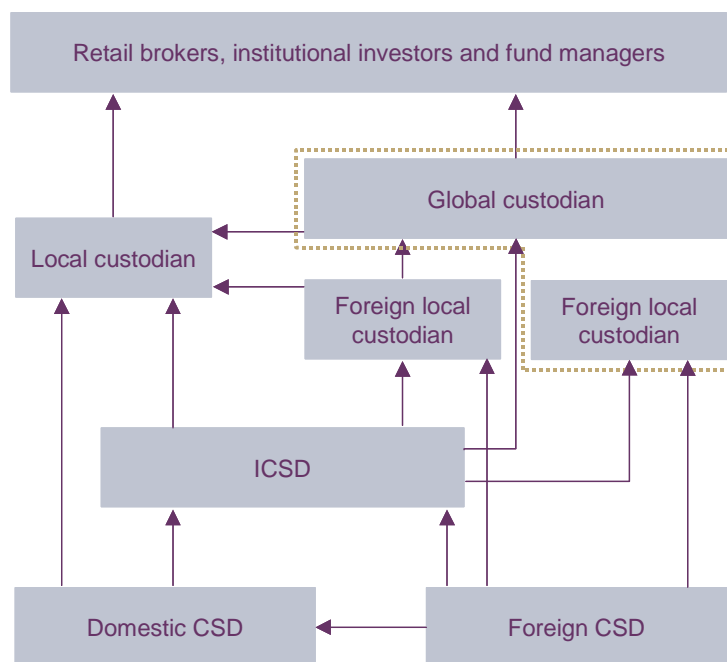 Retail brokers, institutional investors and fund managers
Global custodian
Local custodian
Foreign local
custodian
Foreign local
custodian
ICSD
Domestic CSD
Foreign CSD